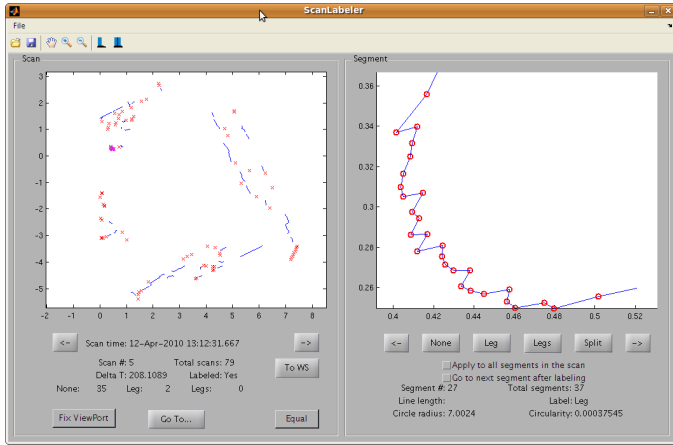 ScanLabeler
File
Scan
3
2
1
0
-1
-2
-3
-4
-5
-2 -1 0 1 2 3 4 5 6 7 8
<- Scan time: 12-Apr-2010 13:12:31.667 ->
Scan #: 5 Total scans: 79
Delta T: 208.1089 Labeled: Yes
None: 35 Leg: 2 Legs: 0
To WS
Fix ViewPort Go To... Equal
Segment
0.36
0.34
0.32
0.3
0.28
0.26
0.4 0.42 0.44 0.46 0.48 0.5 0.52
<- None Leg Legs Split ->
Apply to all segments in the scan
Go to next segment after labeling
Segment #: 27 Total segments: 37
Line length: Label: Leg
Circle radius: 7.0024 Circularity: 0.00037545